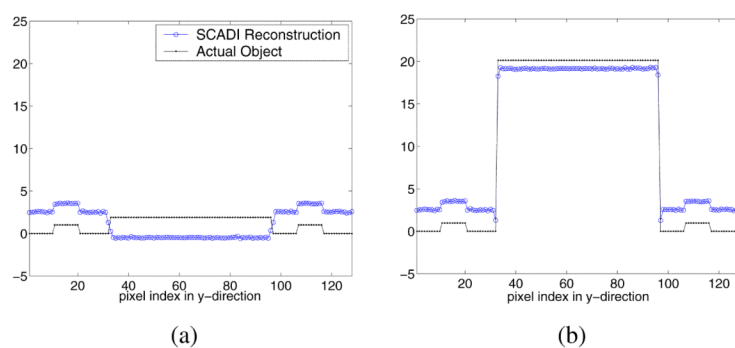 25
20
15
10
5
0
−5
20 40 60 80 100 120
pixel index in y-direction
SCADI Reconstruction
Actual Object
(a)
25
20
15
10
5
0
−5
20 40 60 80 100 120
pixel index in y-direction
(b)